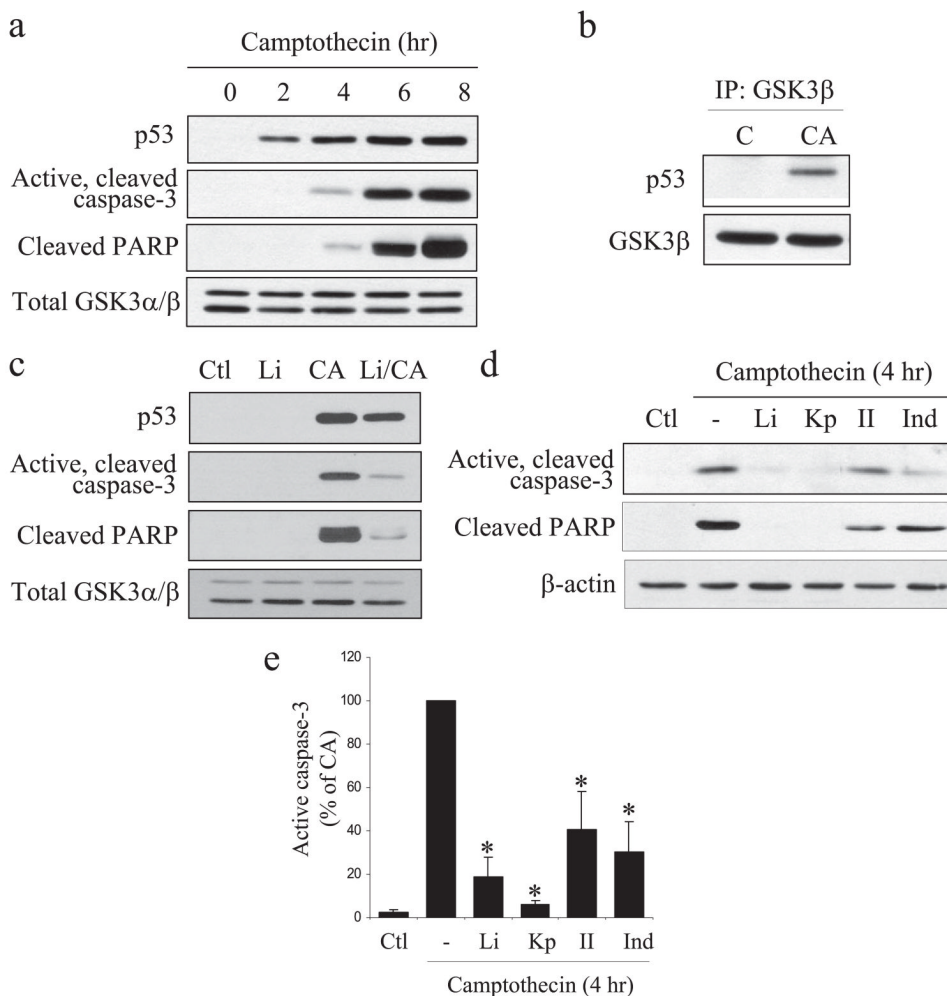 a
Camptothecin (hr)
0 2 4 6 8
p53
Active, cleaved
caspase-3
Cleaved PARP
Total GSK3α/β
b
IP: GSK3β
C CA
p53
GSK3β
c
Ctl Li CA Li/CA
p53
Active, cleaved
caspase-3
Cleaved PARP
Total GSK3α/β
d
Camptothecin (4 hr)
Ctl - Li Kp II Ind
Active, cleaved
caspase-3
Cleaved PARP
β-actin
e
Active caspase-3
(% of CA)
120
100
80
60
40
20
0
* * * *
Ctl - Li Kp II Ind
Camptothecin (4 hr)